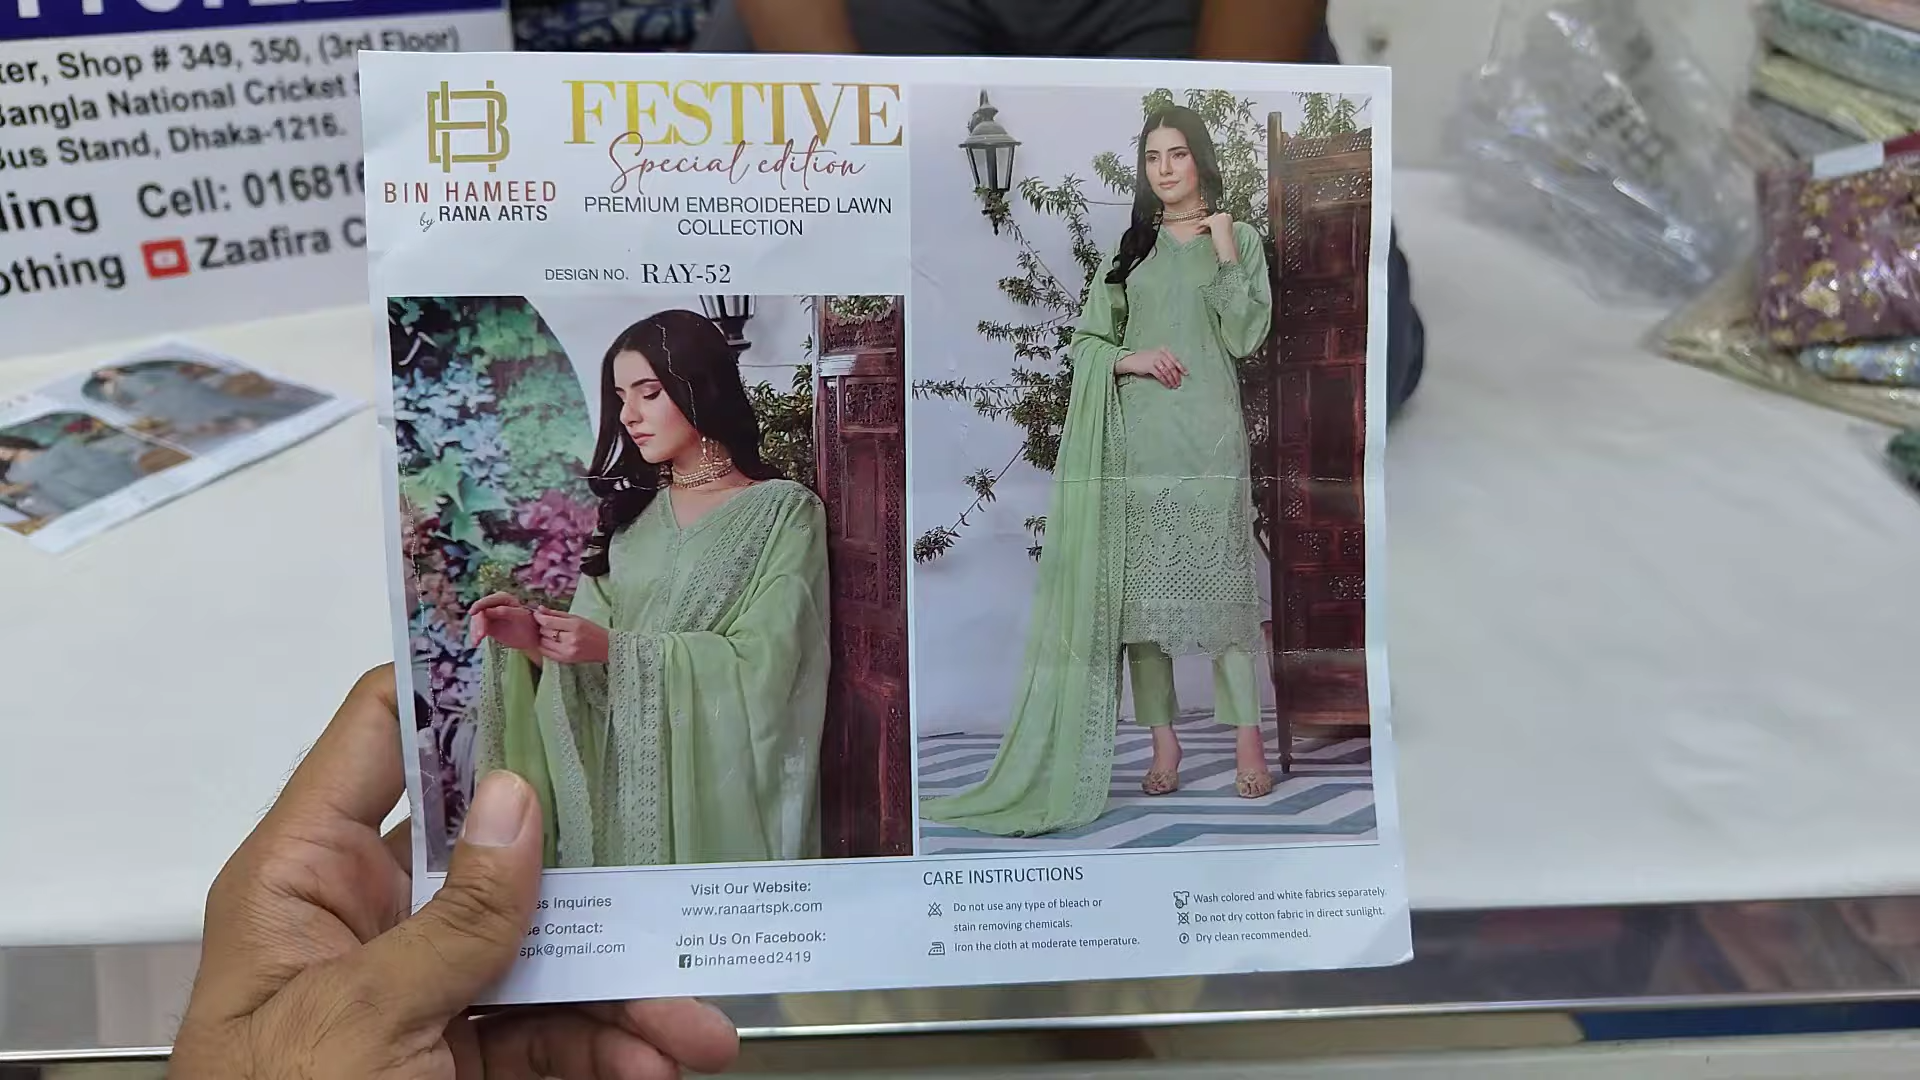 ter, Shop # 349, 350, (3rd Floor)
Bangla National Cricket
Bus Stand, Dhaka-1216.
ding Cell: 016816
othing Zaafira C
BIN HAMEED
by RANA ARTS
FESTIVE
Special edition
PREMIUM EMBROIDERED LAWN
COLLECTION
DESIGN NO. RAY-52
ss Inquiries
se Contact:
spk@gmail.com
Visit Our Website:
www.ranaartspk.com
Join Us On Facebook:
binhameed2419
CARE INSTRUCTIONS
Do not use any type of bleach or
stain removing chemicals.
Iron the cloth at moderate temperature.
Wash colored and white fabrics separately.
Do not dry cotton fabric in direct sunlight.
Dry clean recommended.